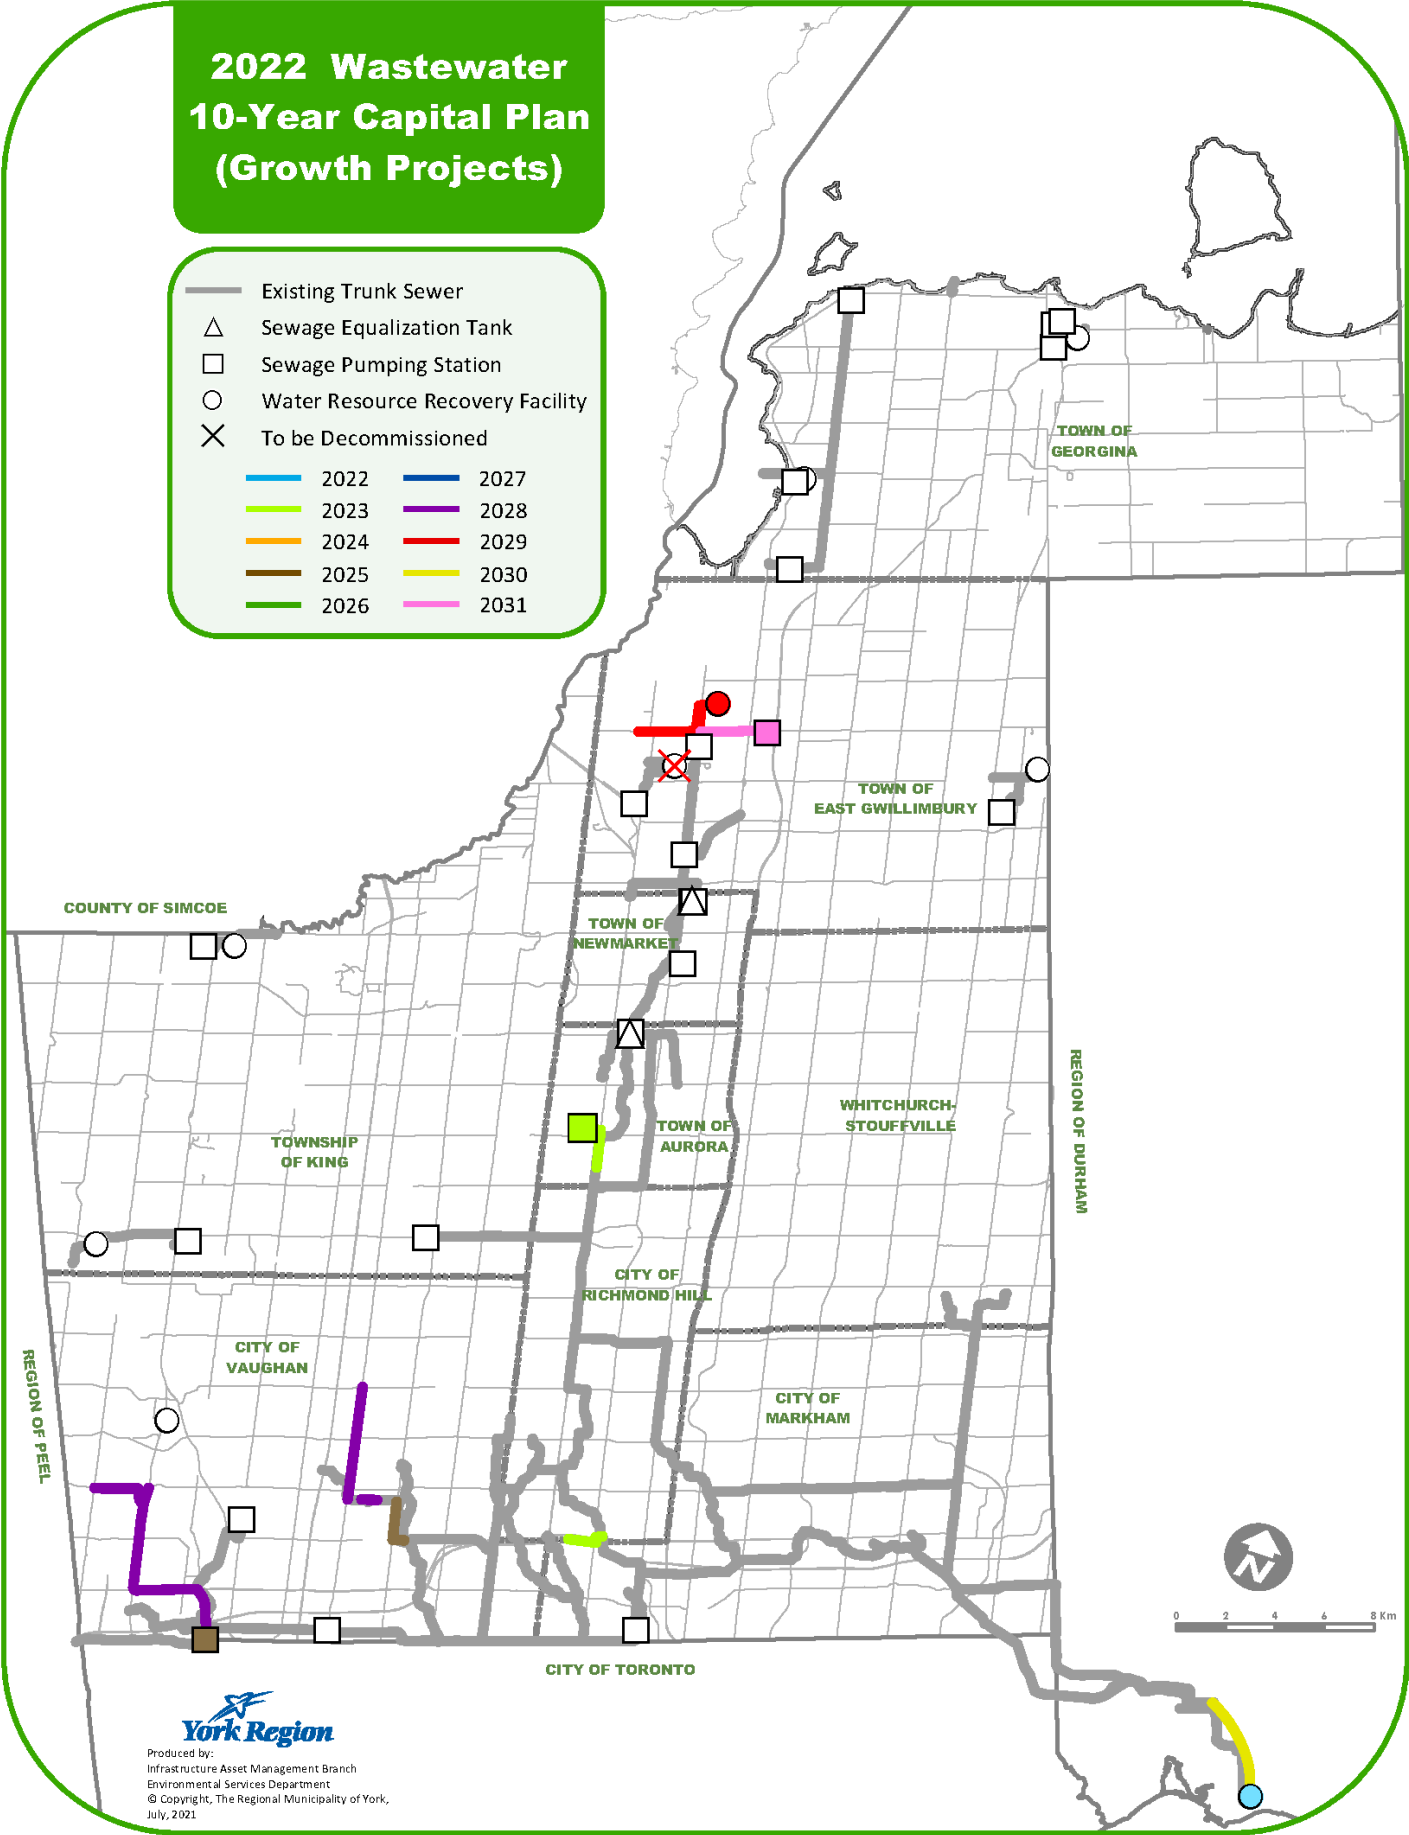 2022 Wastewater
10-Year Capital Plan
(Growth Projects)
Existing Trunk Sewer
Sewage Equalization Tank
Sewage Pumping Station
Water Resource Recovery Facility
To be Decommissioned
2022
2027
2023
2028
2024
2029
2025
2030
2026
2031
TOWN OF
GEORGINA
TOWN OF
EAST GWILLIMBURY
COUNTY OF SIMCOE
TOWN OF
NEWMARKET
REGION OF DURHAM
WHITCHURCH-
STOUFFVILLE
TOWN OF
AURORA
TOWNSHIP
OF KING
CITY OF
RICHMOND HILL
CITY OF
VAUGHAN
REGION OF PEEL
CITY OF
MARKHAM
N
0 2 4 6 8 Km
CITY OF TORONTO
York Region
Produced by:
Infrastructure Asset Management Branch
Environmental Services Department
© Copyright, The Regional Municipality of York,
July, 2021